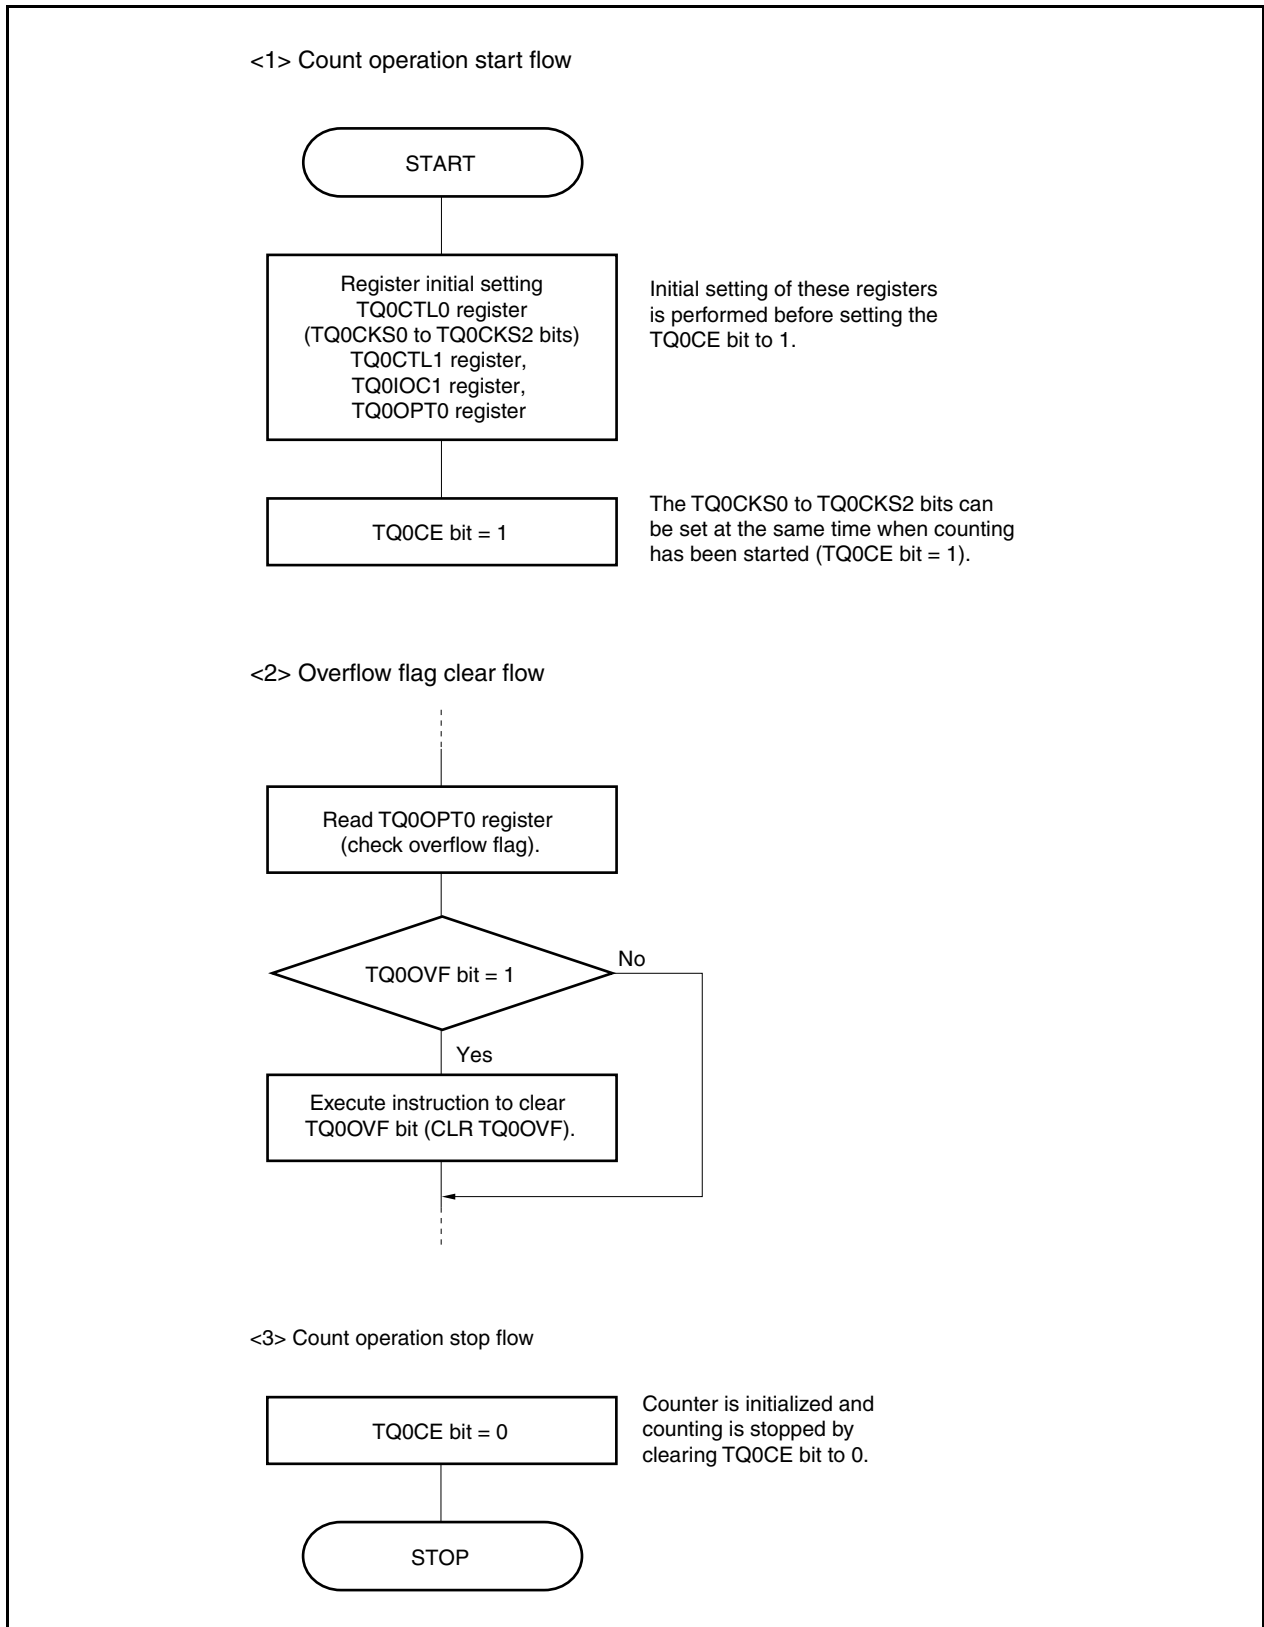 <1> Count operation start flow
START
Register initial setting
TQ0CTL0 register
(TQ0CKS0 to TQ0CKS2 bits)
TQ0CTL1 register,
TQ0IOC1 register,
TQ0OPT0 register
Initial setting of these registers
is performed before setting the
TQ0CE bit to 1.
TQ0CE bit = 1
The TQ0CKS0 to TQ0CKS2 bits can
be set at the same time when counting
has been started (TQ0CE bit = 1).
<2> Overflow flag clear flow
Read TQ0OPT0 register
(check overflow flag).
TQ0OVF bit = 1
No
Yes
Execute instruction to clear
TQ0OVF bit (CLR TQ0OVF).
<3> Count operation stop flow
TQ0CE bit = 0
Counter is initialized and
counting is stopped by
clearing TQ0CE bit to 0.
STOP